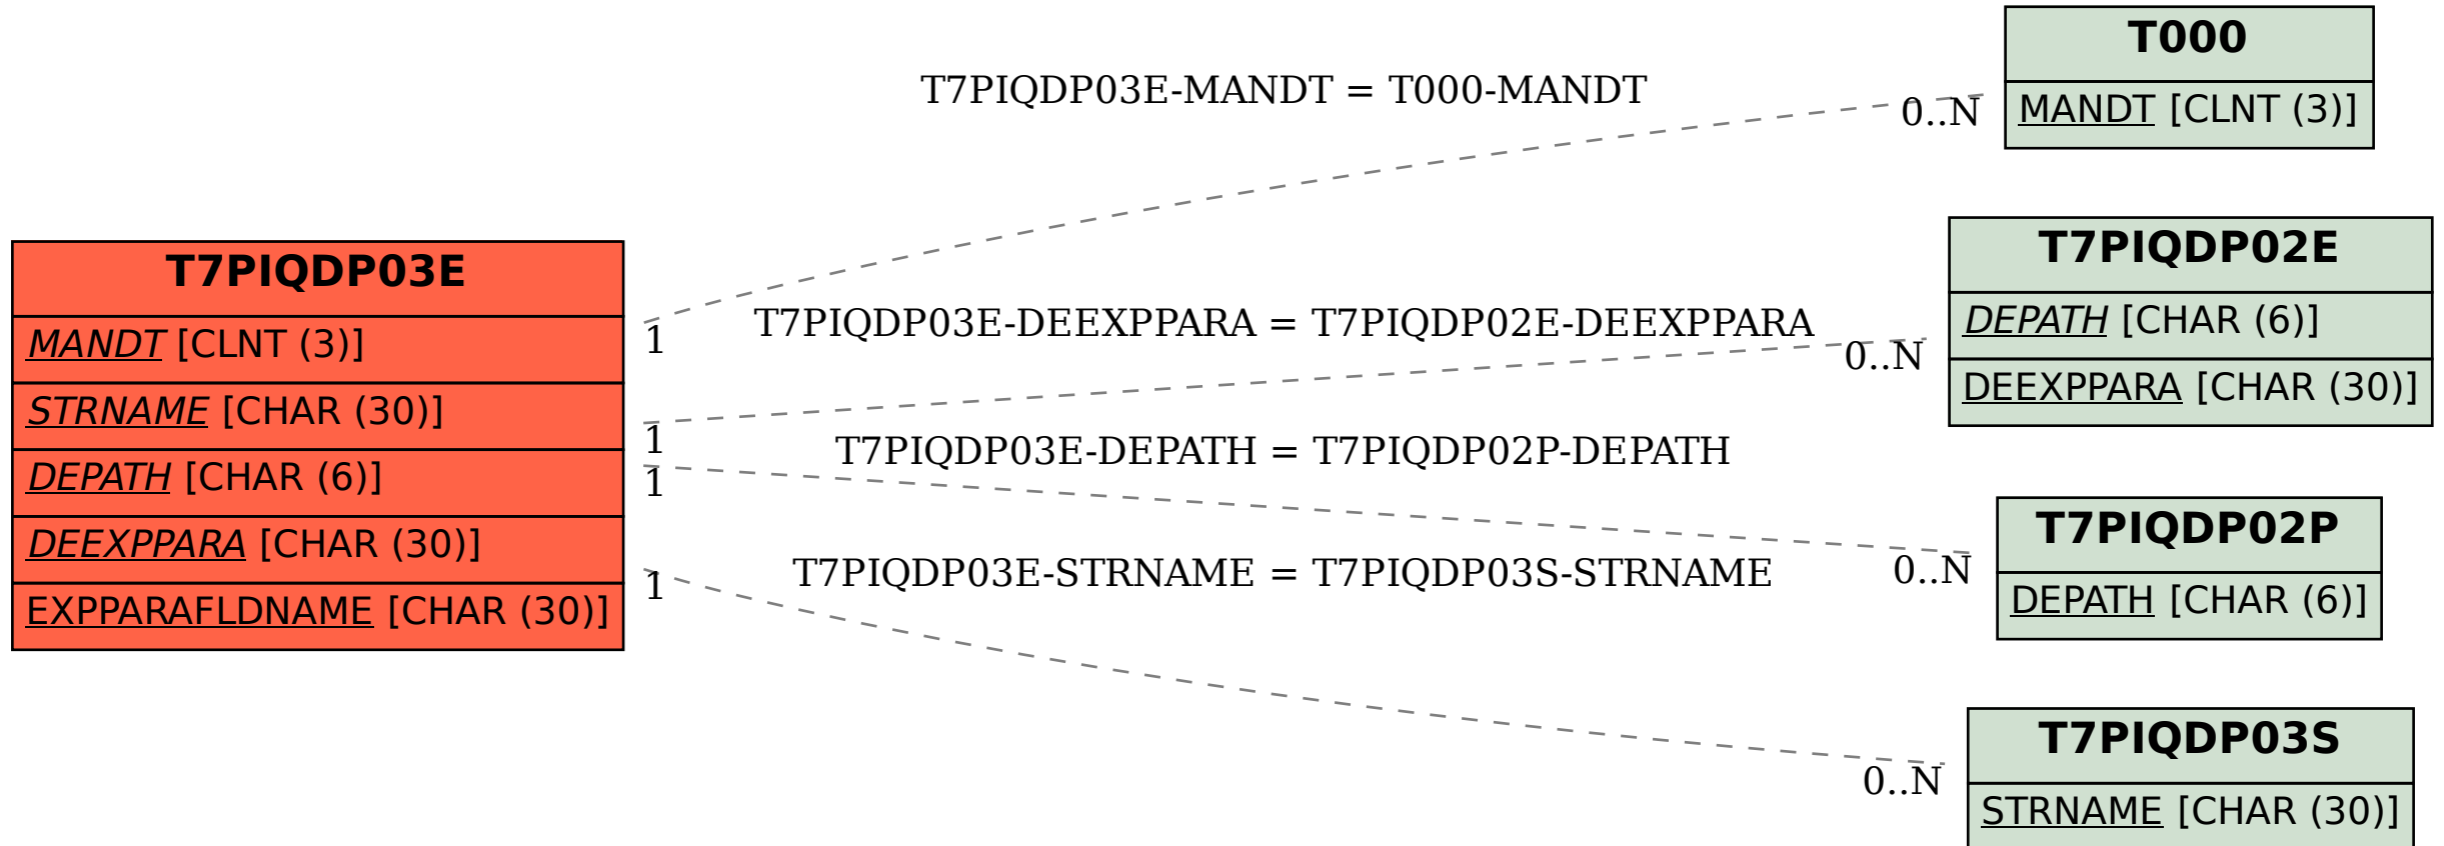 T7PIQDP03E
MANDT [CLNT (3)]
STRNAME [CHAR (30)]
DEPATH [CHAR (6)]
DEEXPPARA [CHAR (30)]
EXPPARAFLDNAME [CHAR (30)]
T7PIQDP03E-MANDT = T000-MANDT
1
0..N
T7PIQDP03E-DEEXPPARA = T7PIQDP02E-DEEXPPARA
1
0..N
T7PIQDP03E-DEPATH = T7PIQDP02P-DEPATH
1
0..N
T7PIQDP03E-STRNAME = T7PIQDP03S-STRNAME
1
0..N
T000
MANDT [CLNT (3)]
T7PIQDP02E
DEPATH [CHAR (6)]
DEEXPPARA [CHAR (30)]
T7PIQDP02P
DEPATH [CHAR (6)]
T7PIQDP03S
STRNAME [CHAR (30)]